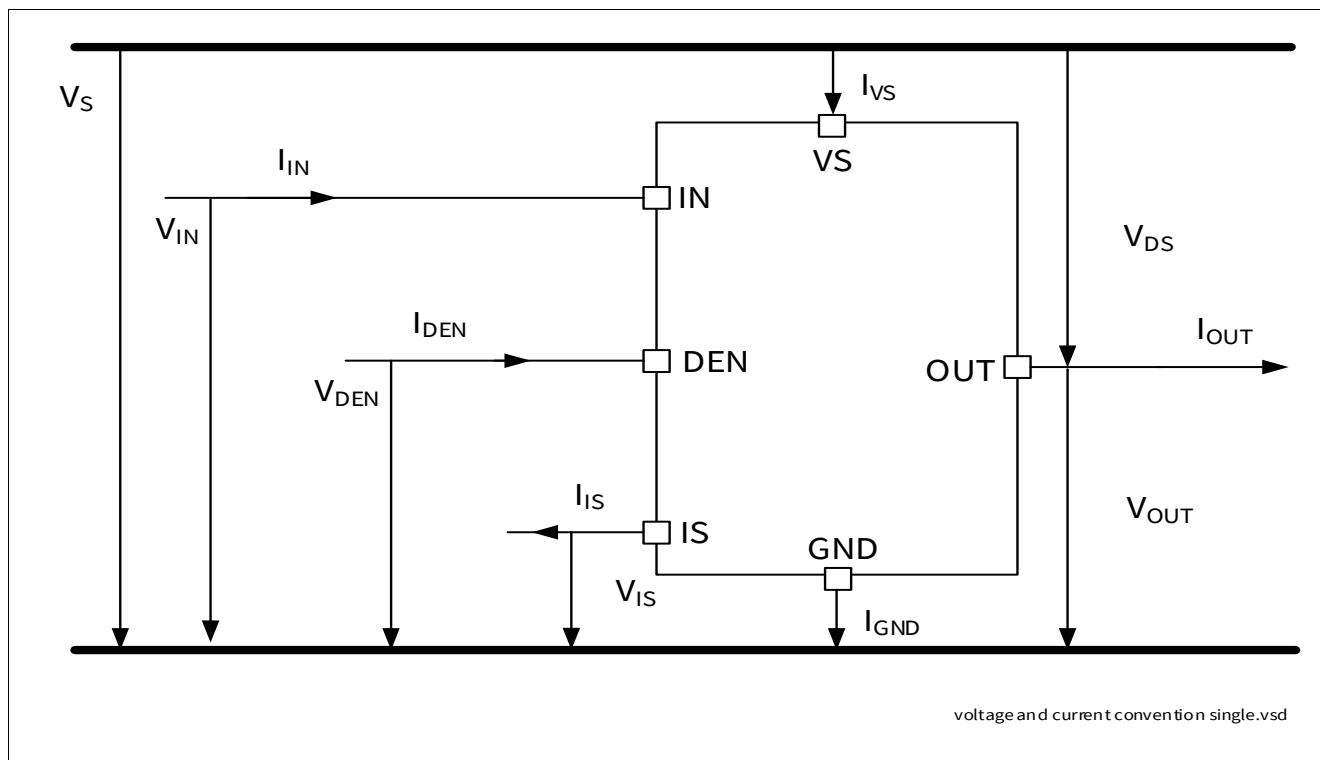 VS
IVS
VS
IIN
IN
VIN
VDS
IDEN
IOUT
DEN
OUT
VDEN
IIS
VOUT
IS
GND
VIS
IGND
voltage and current convention single.vsd